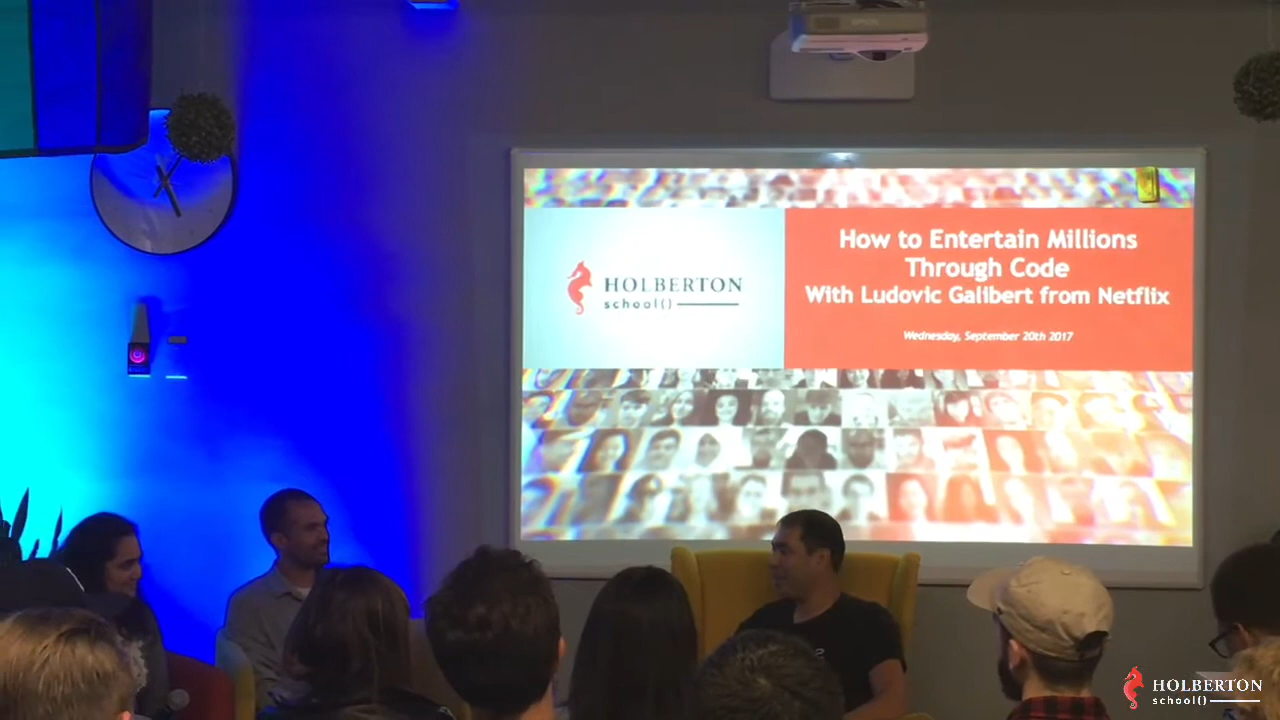 How to Entertain Millions
Through Code
With Ludovic Galibert from Netflix
Wednesday, September 20th 2017
HOLBERTON
school()
HOLBERTON
school()